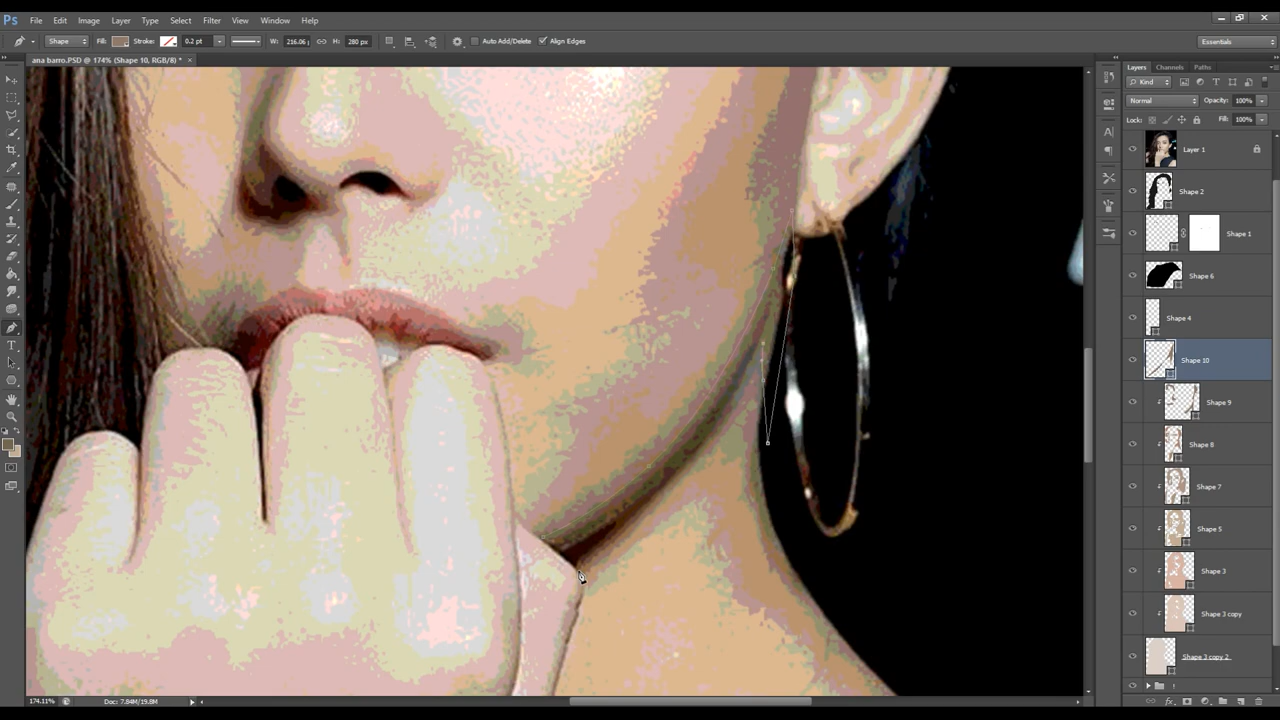 Ps File Edit Image Layer Type Select Filter View Window Help
Shape Fill: Stroke: 0.2 pt W: 216.06 H: 280 px Auto Add/Delete Align Edges Essentials
ana barro.PSD @ 174% (Shape 10, RGB/8) * ×
Layers Channels Paths
Kind
Normal Opacity: 100%
Lock: Fill: 100%
Layer 1
Shape 2
Shape 1
Shape 6
Shape 4
Shape 10
Shape 9
Shape 8
Shape 7
Shape 5
Shape 3
Shape 3 copy
Shape 3 copy 2
174.11% Doc: 7.84M/19.8M